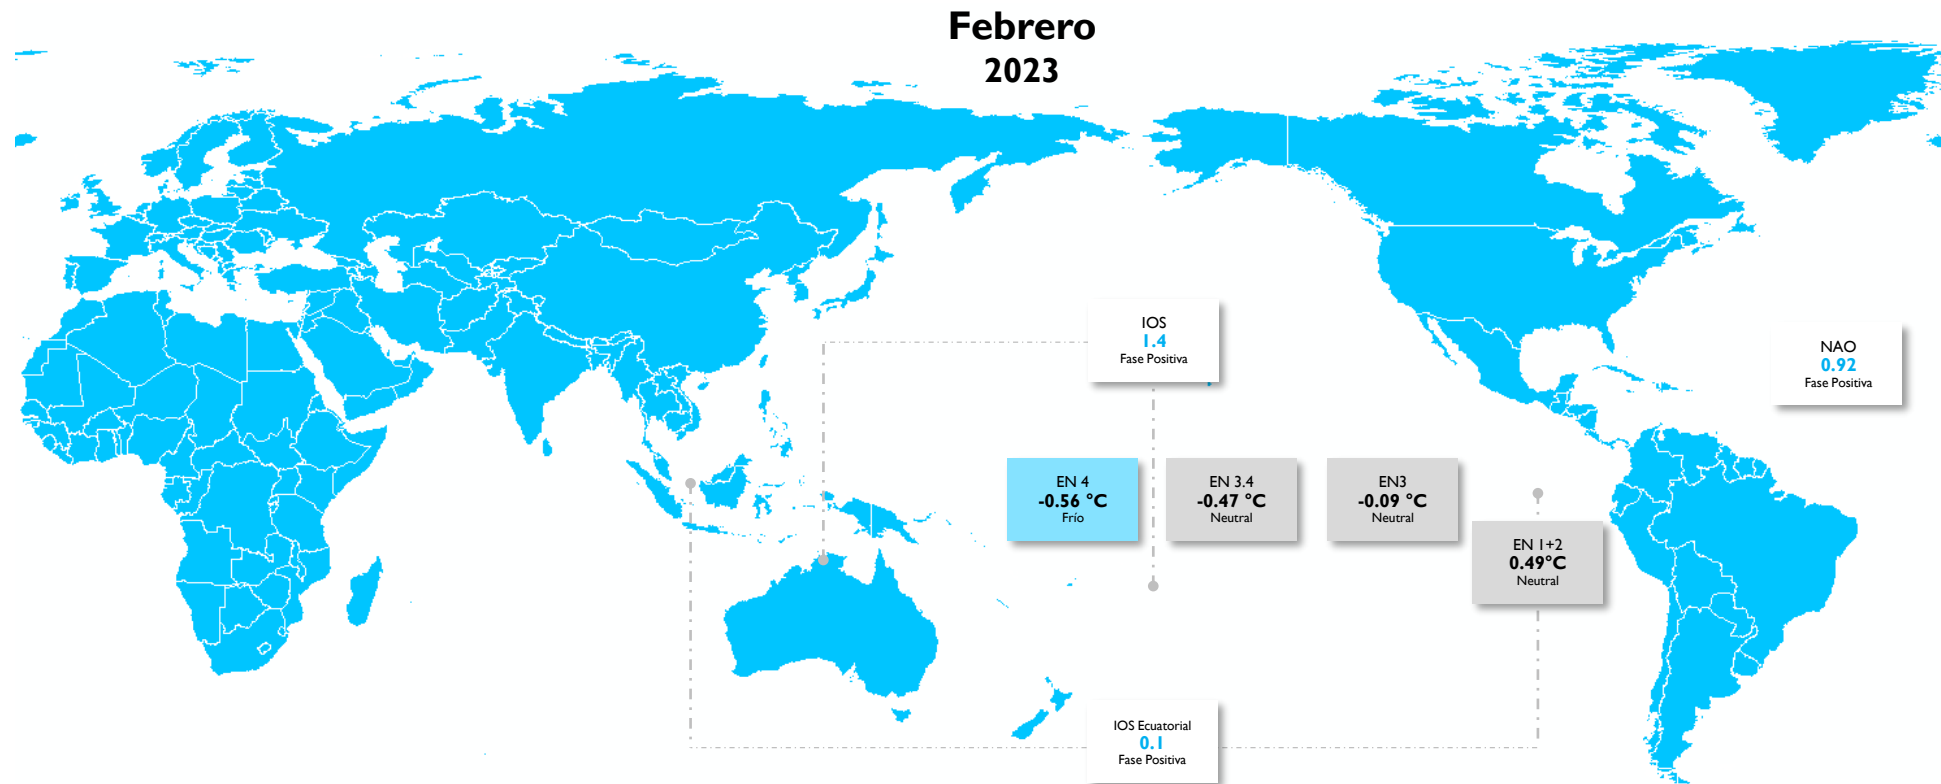 Febrero
2023
IOS
1.4
Fase Positiva
NAO
0.92
Fase Positiva
EN 4
-0.56 °C
Frío
EN 3.4
-0.47 °C
Neutral
EN3
-0.09 °C
Neutral
EN 1+2
0.49°C
Neutral
IOS Ecuatorial
0.1
Fase Positiva